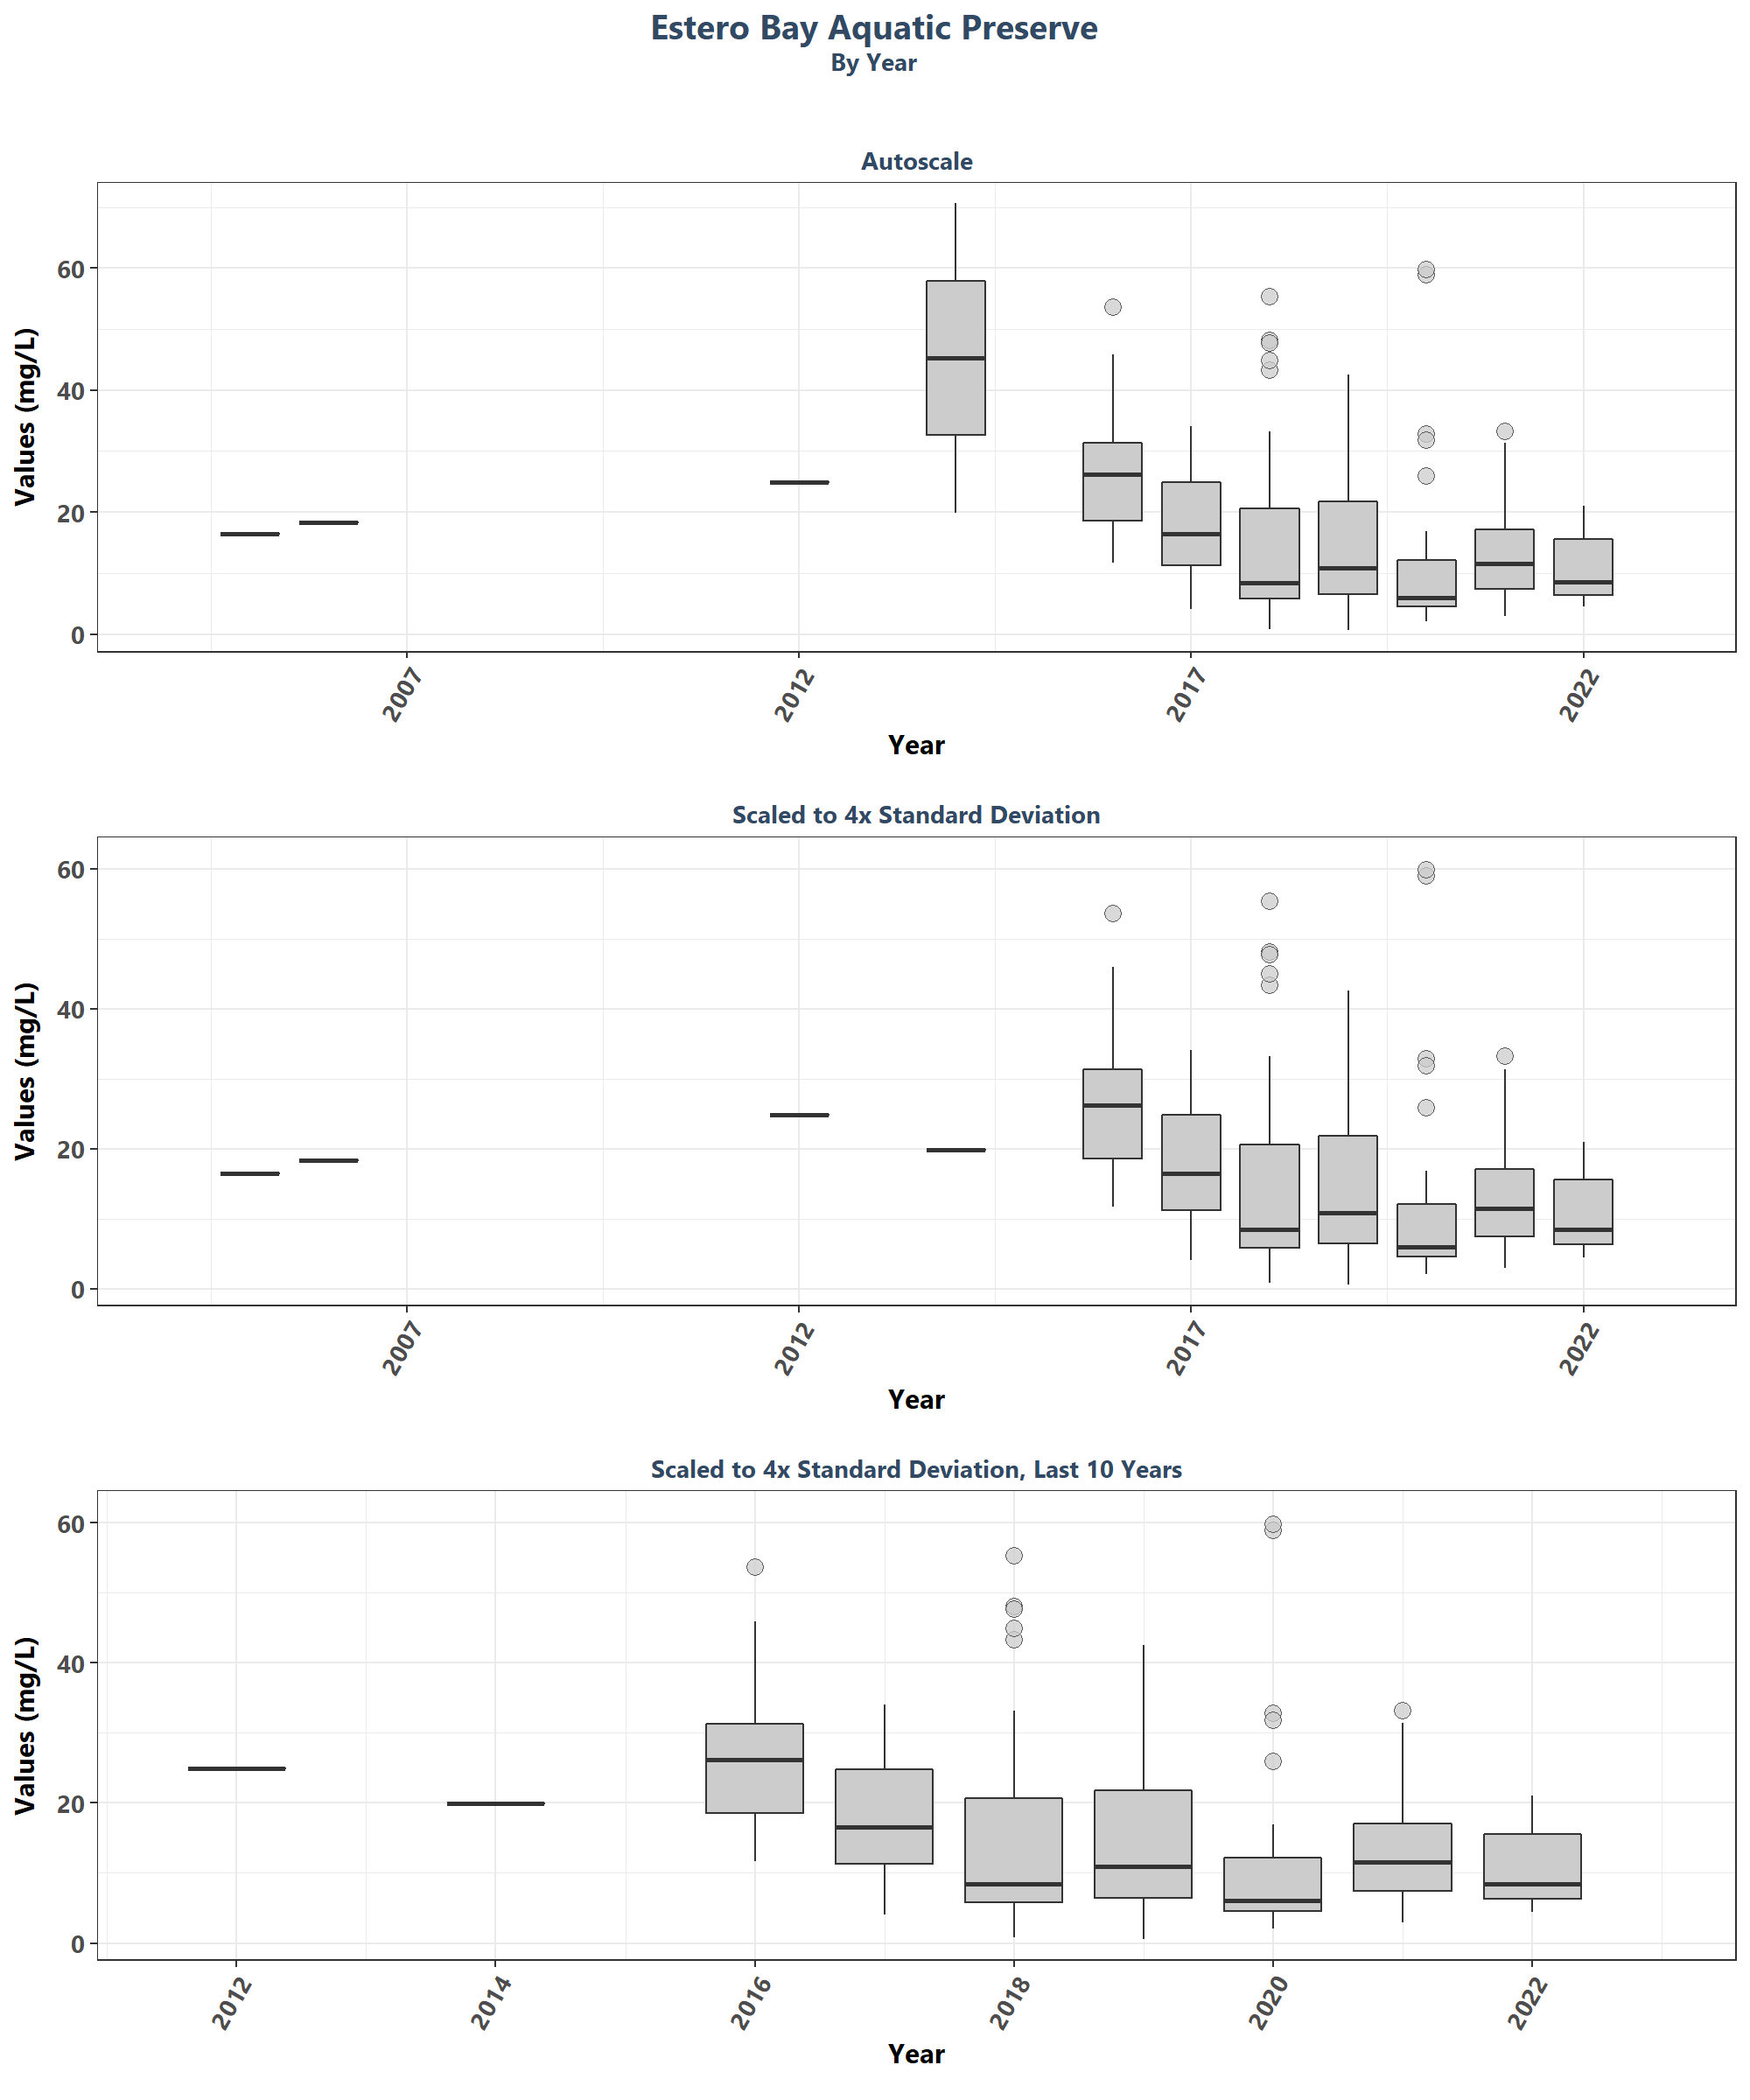 Estero Bay Aquatic Preserve
By Year
Autoscale
Values (mg/L)
60
40
20
0
2007
2012
2017
2022
Year
Scaled to 4x Standard Deviation
Values (mg/L)
60
40
20
0
2007
2012
2017
2022
Year
Scaled to 4x Standard Deviation, Last 10 Years
Values (mg/L)
60
40
20
0
2012
2014
2016
2018
2020
2022
Year